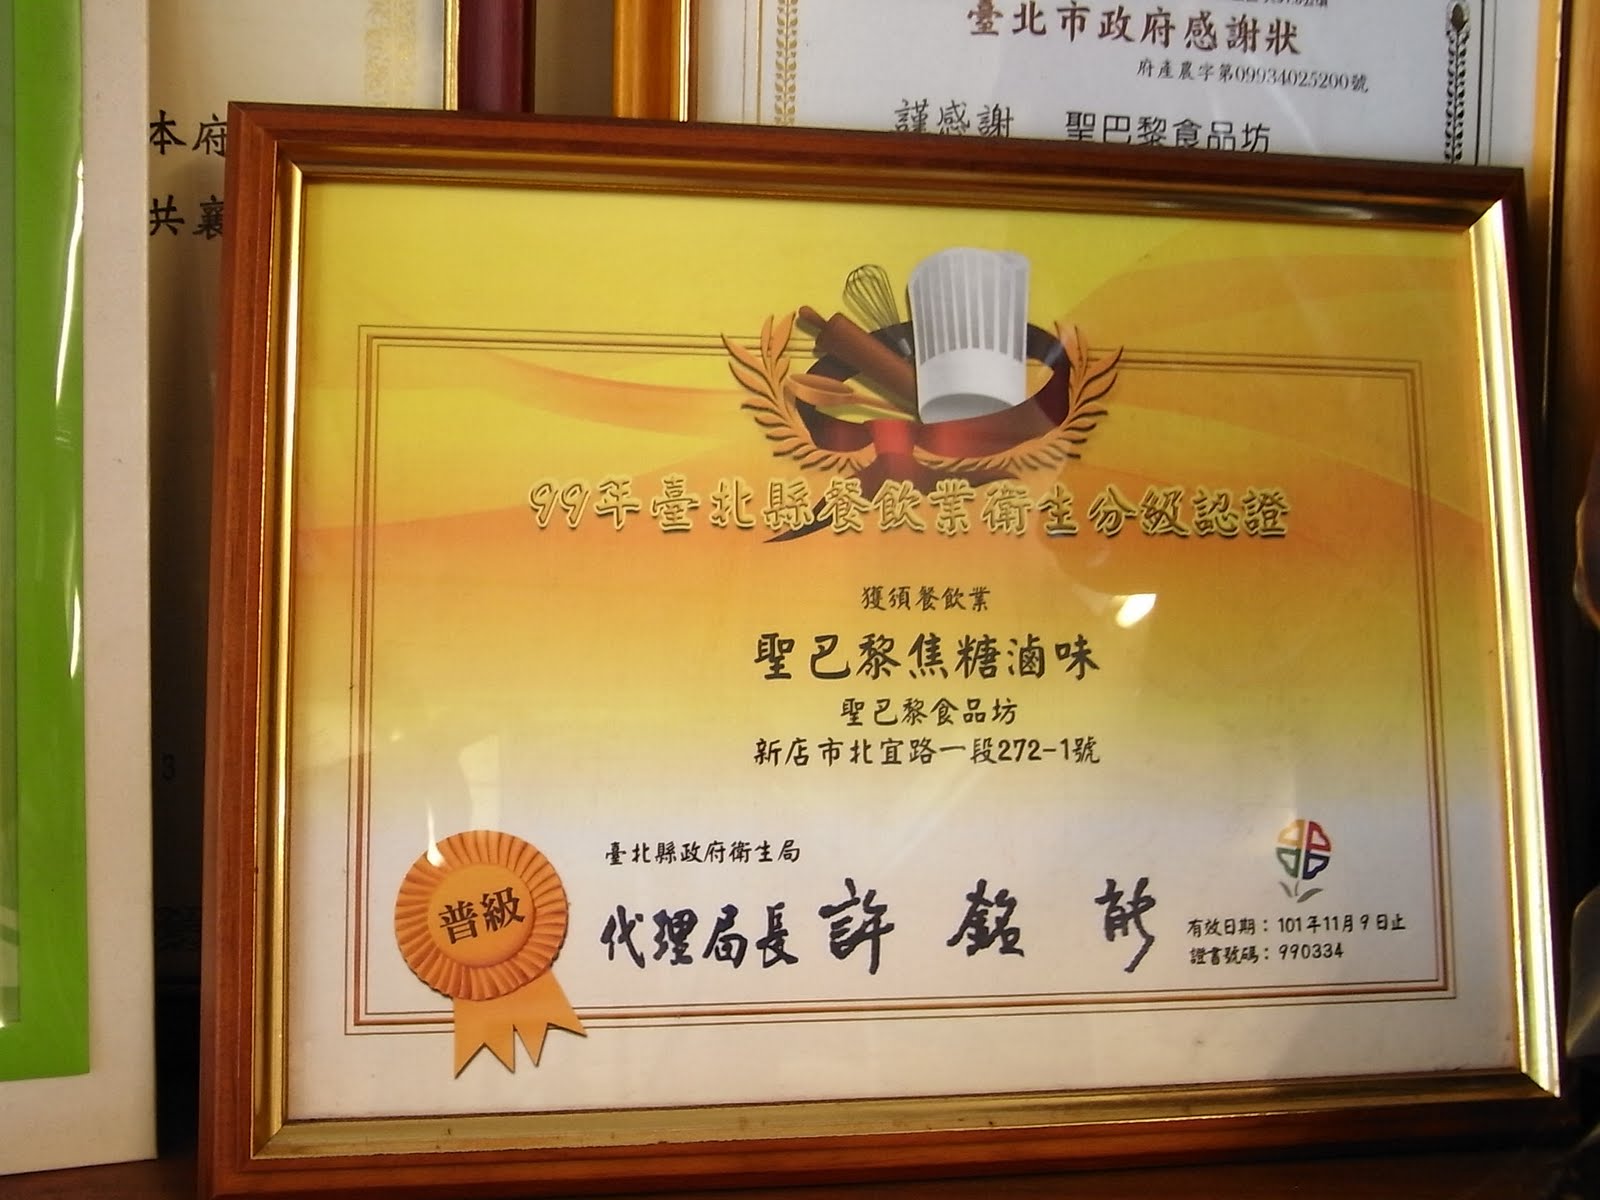 臺北市政府感謝狀
府產農字第09934025200號
謹感謝 聖巴黎食品坊
本府
共襄
99年臺北縣餐飲業衛生分級認證
獲須餐飲業
聖巴黎焦糖滷味
聖巴黎食品坊
新店市北宜路一段272-1號
臺北縣政府衛生局
代理局長 許銘能
普級
有效日期：101年11月9日止
證書號碼：990334